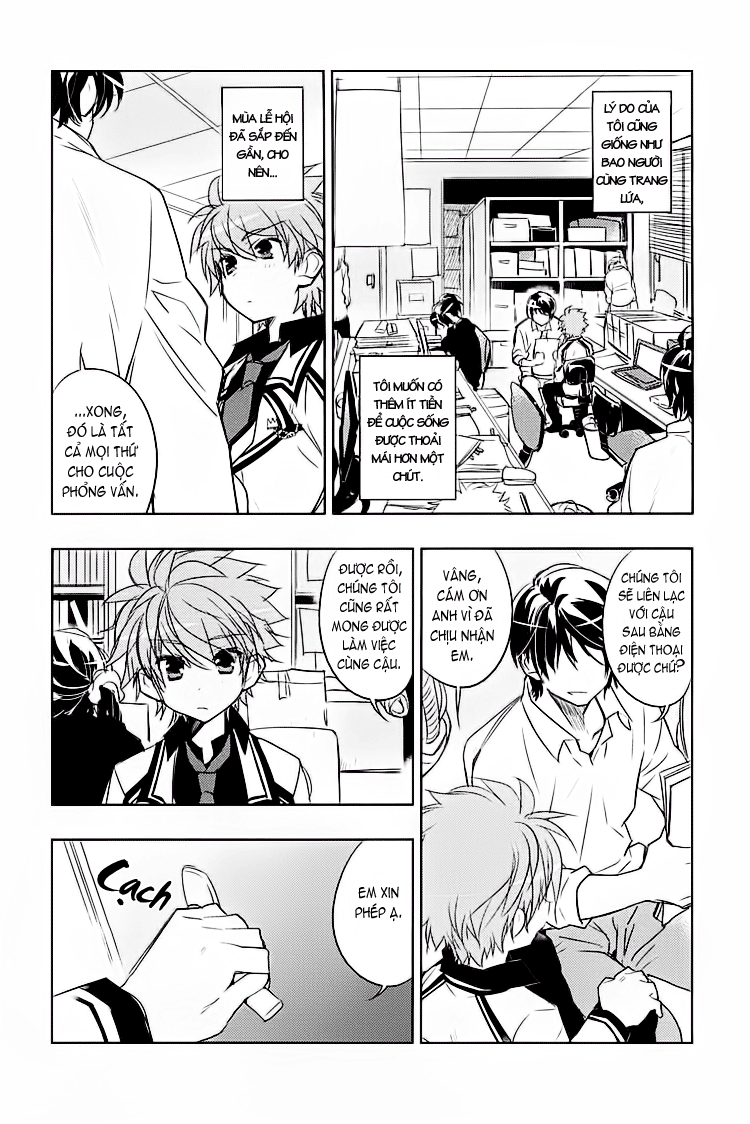 LÝ DO CỦA
TÔI CŨNG
GIỐNG NHƯ
BAO NGƯỜI
CÙNG TRANG
LỨA,
TÔI MUỐN CÓ
THÊM ÍT TIỀN
ĐỂ CUỘC SỐNG
ĐƯỢC THOẢI
MÁI HƠN MỘT
CHÚT.
MÙA LỄ HỘI
ĐÃ SẮP ĐẾN
GẦN, CHO
NÊN...
...XONG,
ĐÓ LÀ TẤT
CẢ MỌI THỨ
CHO CUỘC
PHỎNG VẤN.
CHÚNG TÔI
SẼ LIÊN LẠC
VỚI CẬU
SAU BẰNG
ĐIỆN THOẠI
ĐƯỢC CHỨ?
VÂNG,
CÁM ƠN
ANH VÌ ĐÃ
CHỊU NHẬN
EM.
ĐƯỢC RỒI,
CHÚNG TÔI
CŨNG RẤT
MONG ĐƯỢC
LÀM VIỆC
CÙNG CẬU.
EM XIN
PHÉP Ạ.
CẠCH